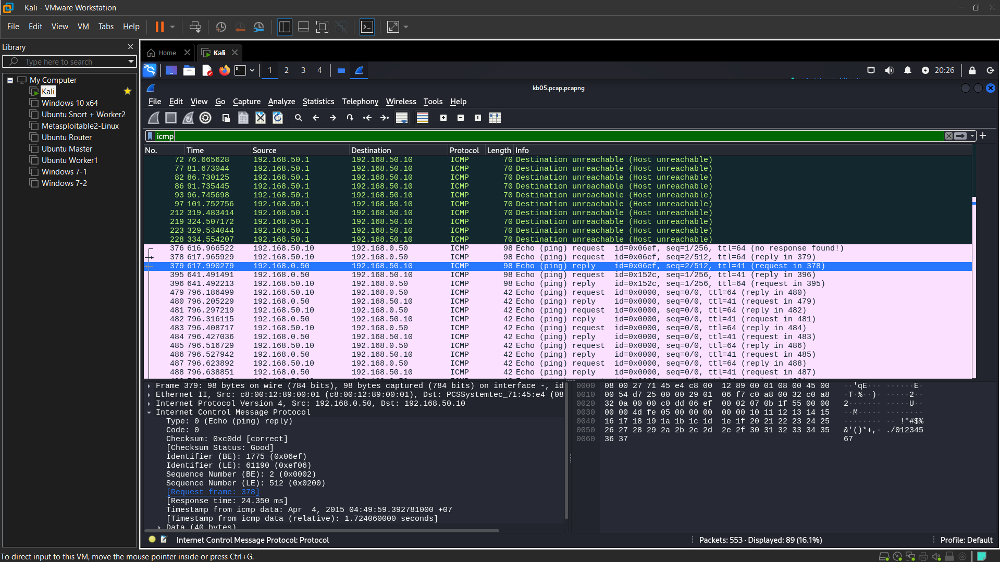 Kali - VMware Workstation
File Edit View VM Tabs Help
Library
Type here to search
My Computer
Kali
Windows 10 x64
Ubuntu Snort + Worker2
Metasploitable2-Linux
Ubuntu Router
Ubuntu Master
Ubuntu Worker1
Windows 7-1
Windows 7-2
Home Kali
1 2 3 4 20:26
kb05.pcap.pcapng
File Edit View Go Capture Analyze Statistics Telephony Wireless Tools Help
icmp
No. Time Source Destination Protocol Length Info
72 76.665628 192.168.50.1 192.168.50.10 ICMP 70 Destination unreachable (Host unreachable)
77 81.673044 192.168.50.1 192.168.50.10 ICMP 70 Destination unreachable (Host unreachable)
82 86.730125 192.168.50.1 192.168.50.10 ICMP 70 Destination unreachable (Host unreachable)
86 91.735445 192.168.50.1 192.168.50.10 ICMP 70 Destination unreachable (Host unreachable)
93 96.745698 192.168.50.1 192.168.50.10 ICMP 70 Destination unreachable (Host unreachable)
97 101.752756 192.168.50.1 192.168.50.10 ICMP 70 Destination unreachable (Host unreachable)
212 319.483414 192.168.50.1 192.168.50.10 ICMP 70 Destination unreachable (Host unreachable)
219 324.507172 192.168.50.1 192.168.50.10 ICMP 70 Destination unreachable (Host unreachable)
223 329.534044 192.168.50.1 192.168.50.10 ICMP 70 Destination unreachable (Host unreachable)
228 334.554207 192.168.50.1 192.168.50.10 ICMP 70 Destination unreachable (Host unreachable)
376 616.966522 192.168.50.10 192.168.0.50 ICMP 98 Echo (ping) request id=0x06ef, seq=1/256, ttl=64 (no response found!)
378 617.965929 192.168.50.10 192.168.0.50 ICMP 98 Echo (ping) request id=0x06ef, seq=2/512, ttl=64 (reply in 379)
379 617.990279 192.168.0.50 192.168.50.10 ICMP 98 Echo (ping) reply id=0x06ef, seq=2/512, ttl=41 (request in 378)
395 641.491491 192.168.0.50 192.168.50.10 ICMP 98 Echo (ping) request id=0x152c, seq=1/256, ttl=41 (reply in 396)
396 641.492213 192.168.50.10 192.168.0.50 ICMP 98 Echo (ping) reply id=0x152c, seq=1/256, ttl=64 (request in 395)
479 796.186499 192.168.50.10 192.168.0.50 ICMP 42 Echo (ping) request id=0x0000, seq=0/0, ttl=64 (reply in 480)
480 796.205229 192.168.0.50 192.168.50.10 ICMP 42 Echo (ping) reply id=0x0000, seq=0/0, ttl=41 (request in 479)
481 796.297219 192.168.50.10 192.168.0.50 ICMP 42 Echo (ping) request id=0x0000, seq=0/0, ttl=64 (reply in 482)
482 796.316115 192.168.0.50 192.168.50.10 ICMP 42 Echo (ping) reply id=0x0000, seq=0/0, ttl=41 (request in 481)
483 796.408717 192.168.50.10 192.168.0.50 ICMP 42 Echo (ping) request id=0x0000, seq=0/0, ttl=64 (reply in 484)
484 796.427036 192.168.0.50 192.168.50.10 ICMP 42 Echo (ping) reply id=0x0000, seq=0/0, ttl=41 (request in 483)
485 796.516729 192.168.50.10 192.168.0.50 ICMP 42 Echo (ping) request id=0x0000, seq=0/0, ttl=64 (reply in 486)
486 796.527942 192.168.0.50 192.168.50.10 ICMP 42 Echo (ping) reply id=0x0000, seq=0/0, ttl=41 (request in 485)
487 796.623892 192.168.50.10 192.168.0.50 ICMP 42 Echo (ping) request id=0x0000, seq=0/0, ttl=64 (reply in 488)
488 796.638851 192.168.0.50 192.168.50.10 ICMP 42 Echo (ping) reply id=0x0000, seq=0/0, ttl=41 (request in 487)
Frame 379: 98 bytes on wire (784 bits), 98 bytes captured (784 bits) on interface -, id
Ethernet II, Src: c8:00:12:89:00:01 (c8:00:12:89:00:01), Dst: PCSSystemtec_71:45:e4 (08
Internet Protocol Version 4, Src: 192.168.0.50, Dst: 192.168.50.10
Internet Control Message Protocol
Type: 0 (Echo (ping) reply)
Code: 0
Checksum: 0xc0dd [correct]
[Checksum Status: Good]
Identifier (BE): 1775 (0x06ef)
Identifier (LE): 61190 (0xef06)
Sequence Number (BE): 2 (0x0002)
Sequence Number (LE): 512 (0x0200)
[Request frame: 378]
[Response time: 24.350 ms]
Timestamp from icmp data: Apr 4, 2015 04:49:59.392781000 +07
[Timestamp from icmp data (relative): 1.724060000 seconds]
Data (40 bytes)
0000 08 00 27 71 45 e4 c8 00 12 89 00 01 08 00 45 00 ··'qE··· ······E·
0010 00 54 d7 25 00 00 29 01 06 f7 c0 a8 00 32 c0 a8 ·T·%··)· ·····2··
0020 32 0a 00 00 c0 dd 06 ef 00 02 07 0b 1f 55 00 00 2······· ·····U··
0030 00 00 4d fe 05 00 00 00 00 00 10 11 12 13 14 15 ··M····· ········
0040 16 17 18 19 1a 1b 1c 1d 1e 1f 20 21 22 23 24 25 ········ ·· !"#$%
0050 26 27 28 29 2a 2b 2c 2d 2e 2f 30 31 32 33 34 35 &'()*+,- ./012345
0060 36 37 67
Internet Control Message Protocol: Protocol Packets: 553 · Displayed: 89 (16.1%) Profile: Default
To direct input to this VM, move the mouse pointer inside or press Ctrl+G.